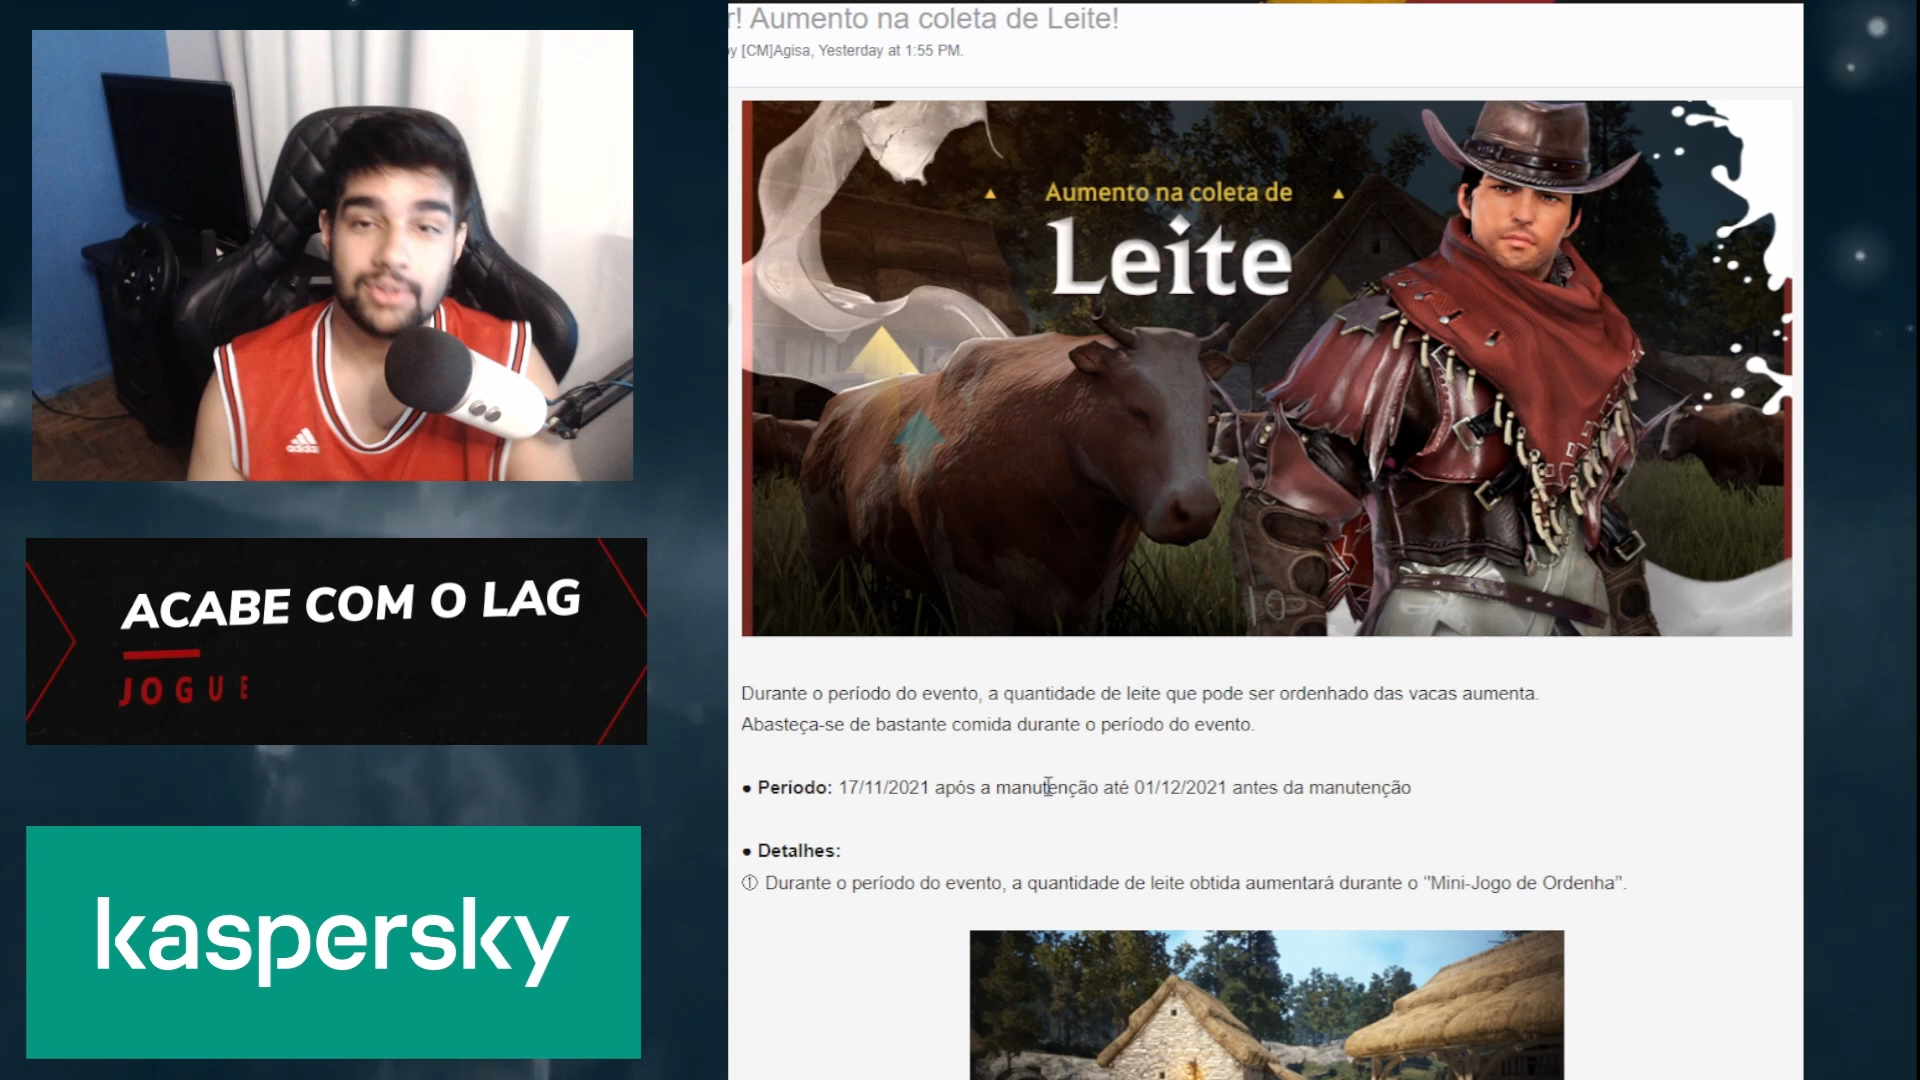 r! Aumento na coleta de Leite!
by [CM]Agisa, Yesterday at 1:55 PM.
Aumento na coleta de
Leite
adidas
ACABE COM O LAG
JOGUE
kaspersky
Durante o período do evento, a quantidade de leite que pode ser ordenhado das vacas aumenta.
Abasteça-se de bastante comida durante o período do evento.
● Período: 17/11/2021 após a manutenção até 01/12/2021 antes da manutenção
● Detalhes:
① Durante o período do evento, a quantidade de leite obtida aumentará durante o "Mini-Jogo de Ordenha".